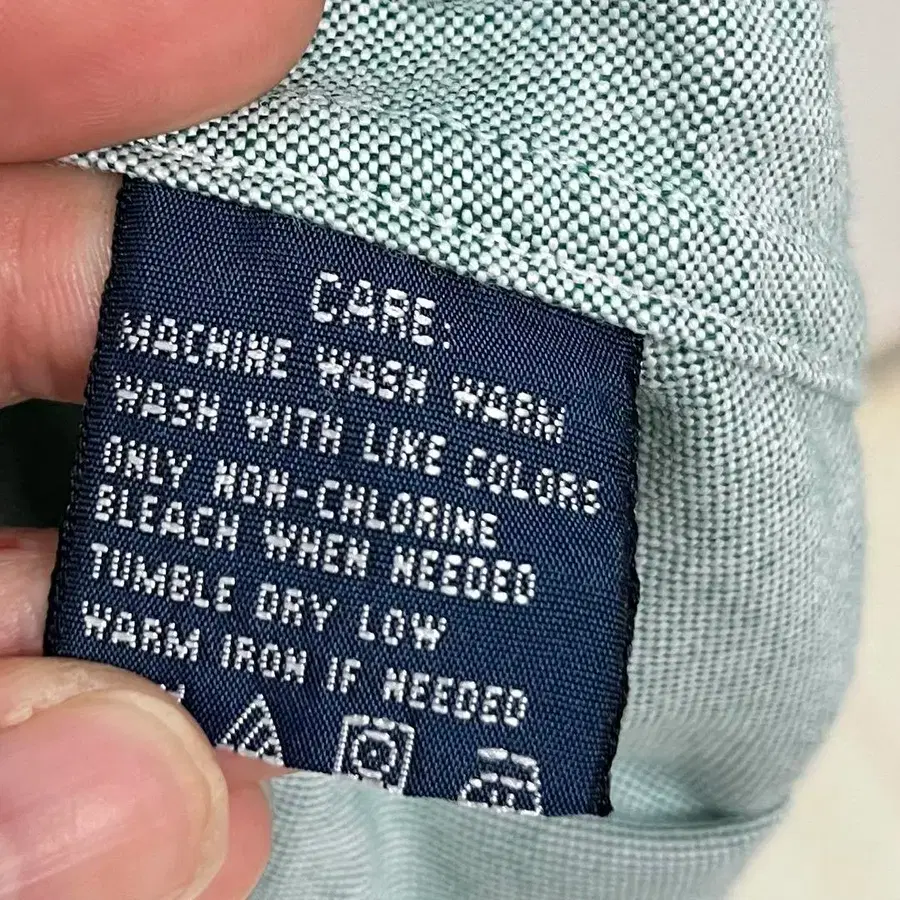 CARE:
MACHINE WASH WARM
WASH WITH LIKE COLORS
ONLY NON-CHLORINE
BLEACH WHEN NEEDED
TUMBLE DRY LOW
WARM IRON IF NEEDED